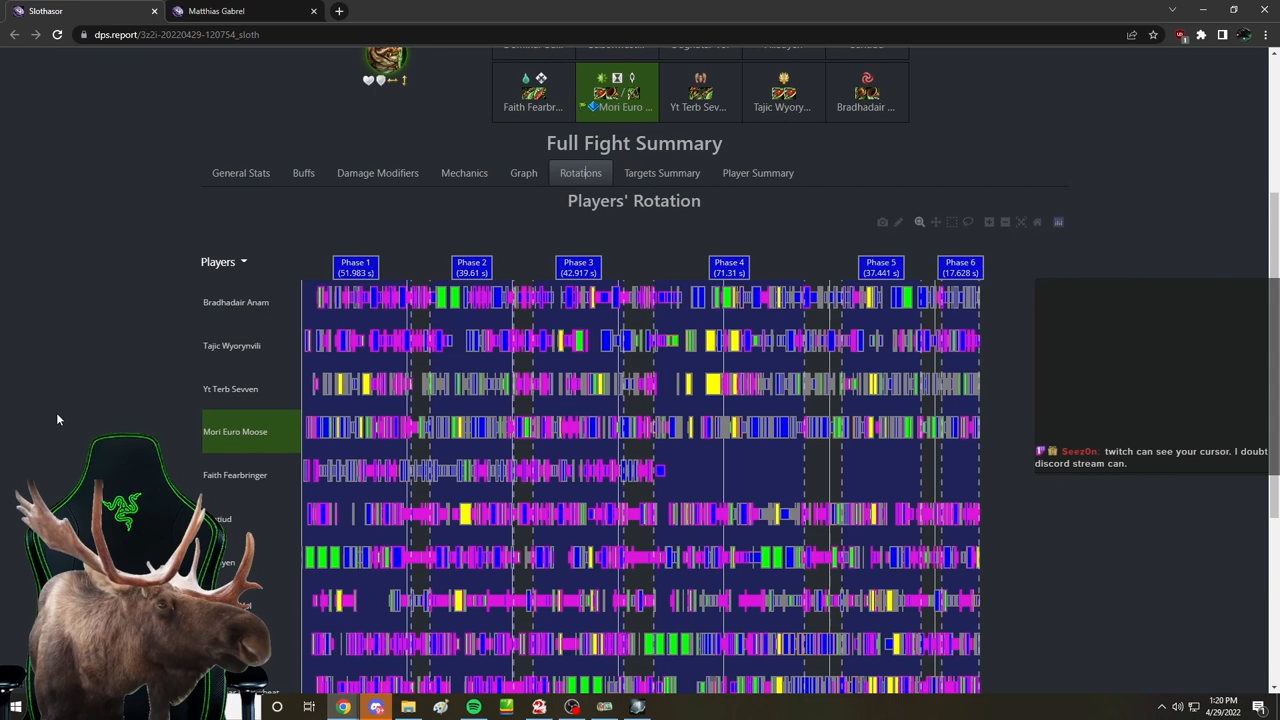 Slothasor
Matthias Gabrel
dps.report/3z2i-20220429-120754_sloth
Faith Fearbr...
Mori Euro ...
Yt Terb Sev...
Tajic Wyory...
Bradhadair ...
Full Fight Summary
General Stats
Buffs
Damage Modifiers
Mechanics
Graph
Rotations
Targets Summary
Player Summary
Players' Rotation
Players
Phase 1
(51.983 s)
Phase 2
(39.61 s)
Phase 3
(42.917 s)
Phase 4
(71.31 s)
Phase 5
(37.441 s)
Phase 6
(17.628 s)
Bradhadair Anam
Tajic Wyorynvili
Yt Terb Sevven
Mori Euro Moose
Faith Fearbringer
SeezOn: twitch can see your cursor. I doubt
discord stream can.
1:20 PM
4/29/2022